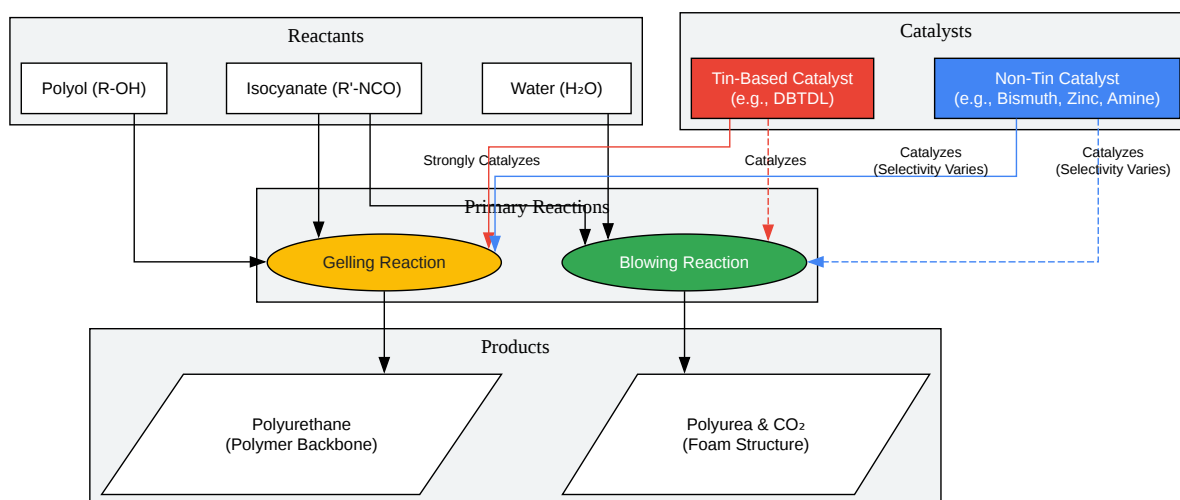 Reactants
Catalysts
Polyol (R-OH)
Isocyanate (R'-NCO)
Water (H₂O)
Tin-Based Catalyst
(e.g., DBTDL)
Non-Tin Catalyst
(e.g., Bismuth, Zinc, Amine)
Strongly Catalyzes
Catalyzes
Catalyzes
(Selectivity Varies)
Catalyzes
(Selectivity Varies)
Primary Reactions
Gelling Reaction
Blowing Reaction
Products
Polyurethane
(Polymer Backbone)
Polyurea & CO₂
(Foam Structure)